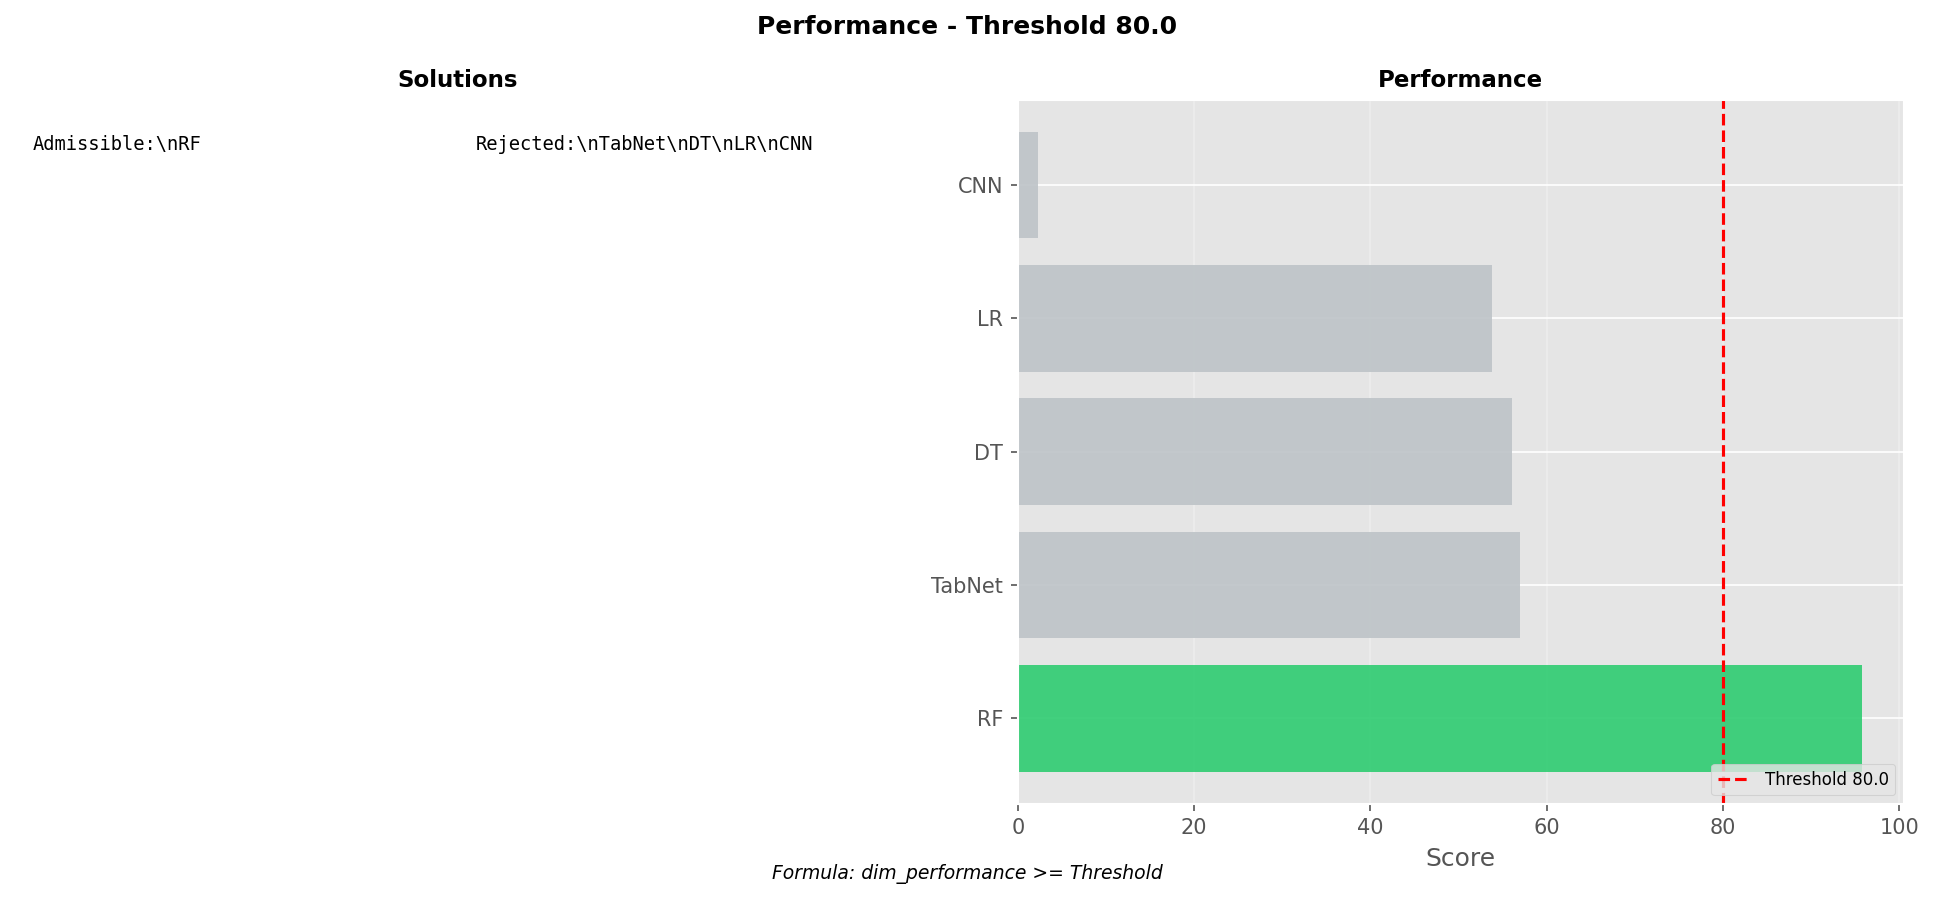 Performance - Threshold 80.0
Solutions
Admissible:\nRF
Rejected:\nTabNet\nDT\nLR\nCNN
Performance
CNN
LR
DT
TabNet
RF
Threshold 80.0
0 20 40 60 80 100
Score
Formula: dim_performance >= Threshold